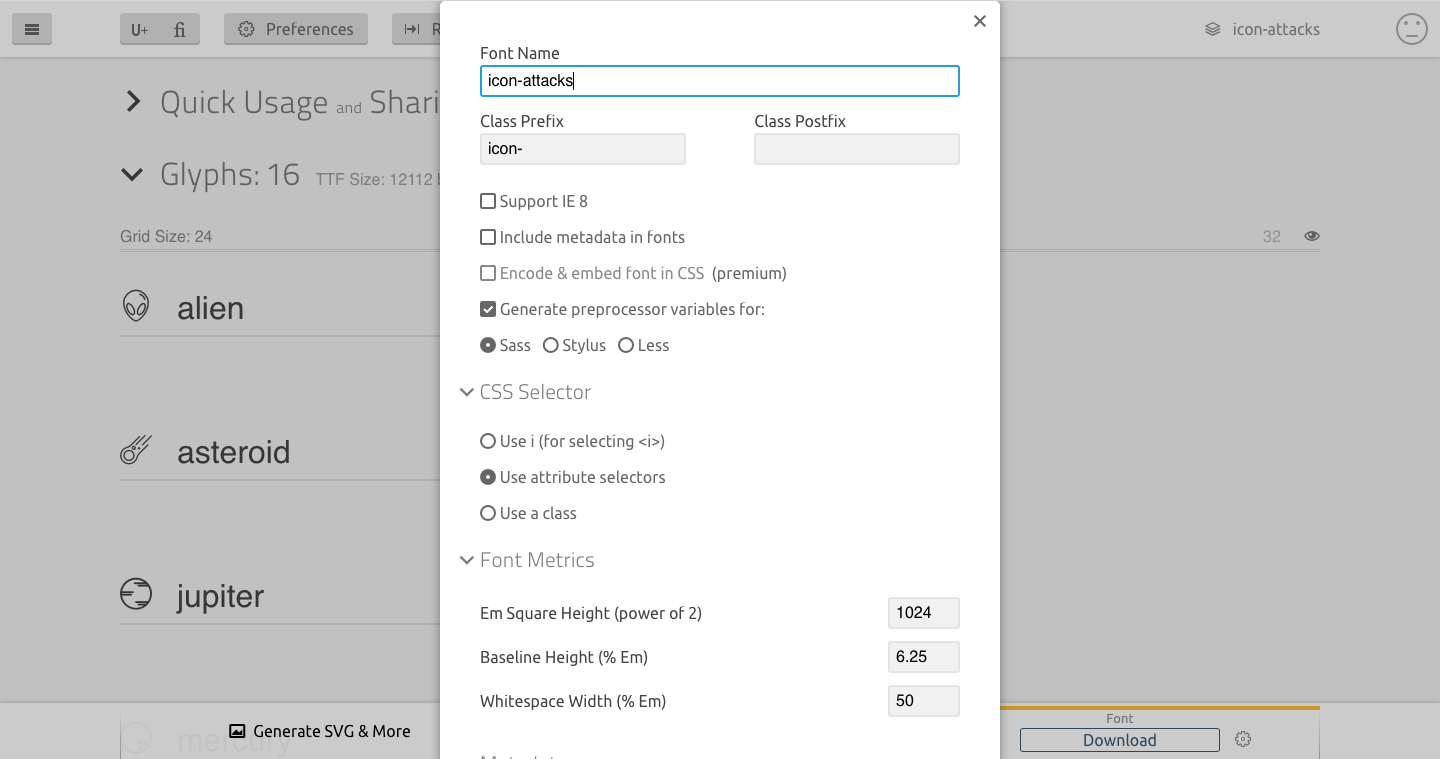 U+ fi Preferences R icon-attacks
Font Name
icon-attacks
Class Prefix Class Postfix
icon-
Quick Usage and Shari
Glyphs: 16 TTF Size: 12112
Support IE 8
Grid Size: 24 32
Include metadata in fonts
Encode & embed font in CSS (premium)
Generate preprocessor variables for:
Sass Stylus Less
alien
CSS Selector
Use i (for selecting <i>)
Use attribute selectors
Use a class
asteroid
Font Metrics
Em Square Height (power of 2) 1024
Baseline Height (% Em) 6.25
Whitespace Width (% Em) 50
jupiter
mercury
Generate SVG & More
Font
Download